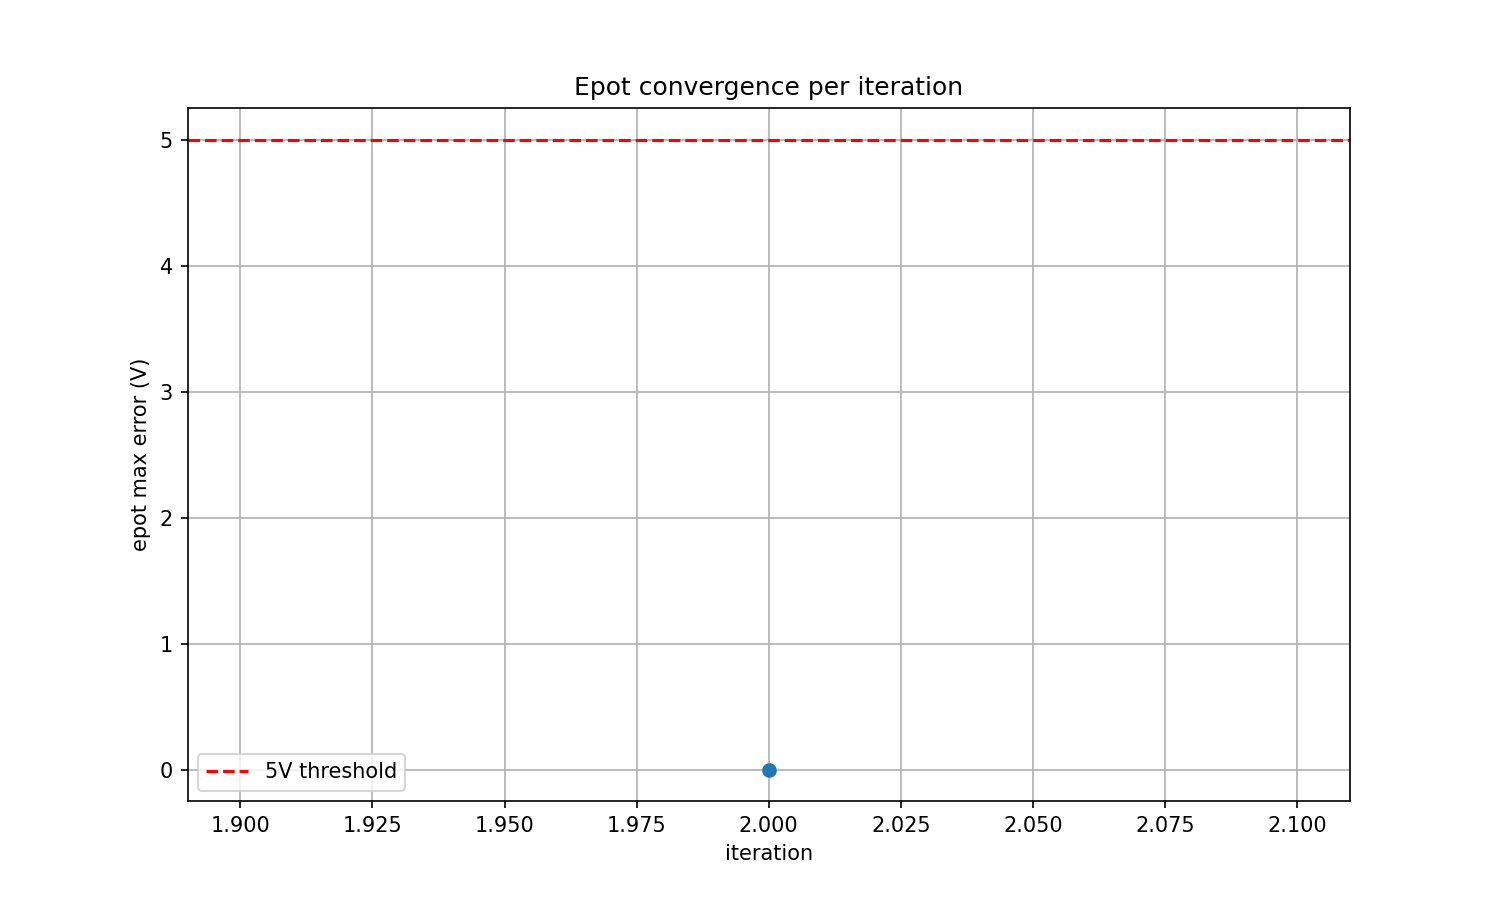 Epot convergence per iteration
epot max error (V)
5
4
3
2
1
0
5V threshold
1.900 1.925 1.950 1.975 2.000 2.025 2.050 2.075 2.100
iteration